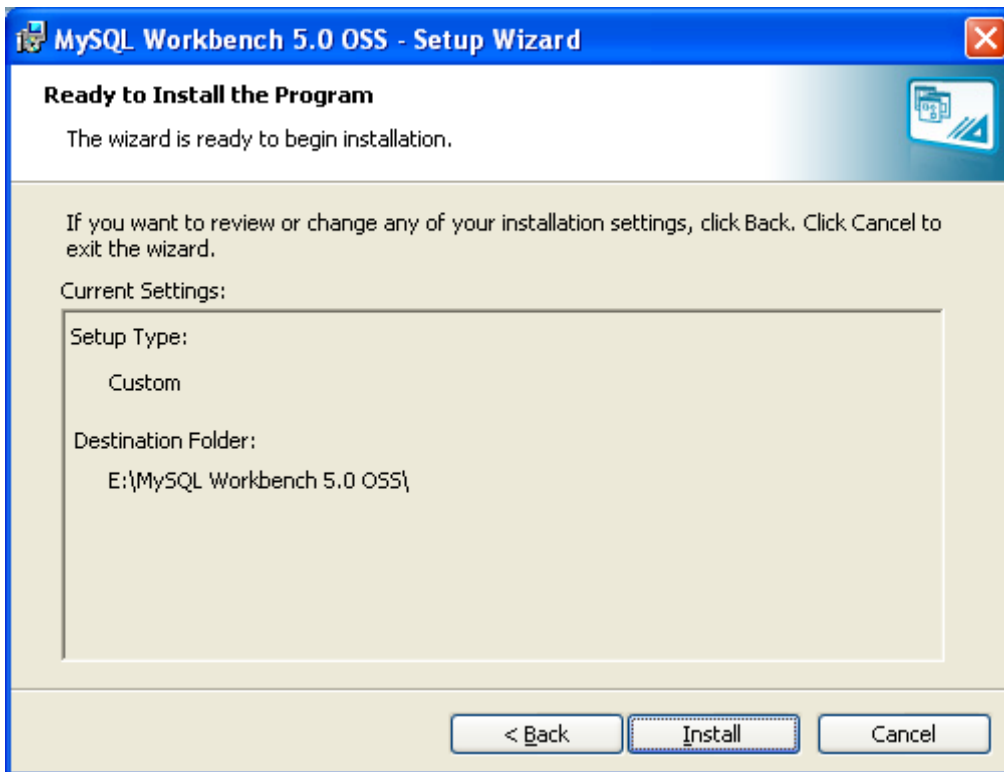 MySQL Workbench 5.0 OSS - Setup Wizard
Ready to Install the Program
The wizard is ready to begin installation.
If you want to review or change any of your installation settings, click Back. Click Cancel to
exit the wizard.
Current Settings:
Setup Type:
Custom
Destination Folder:
E:\MySQL Workbench 5.0 OSS\
< Back
Install
Cancel